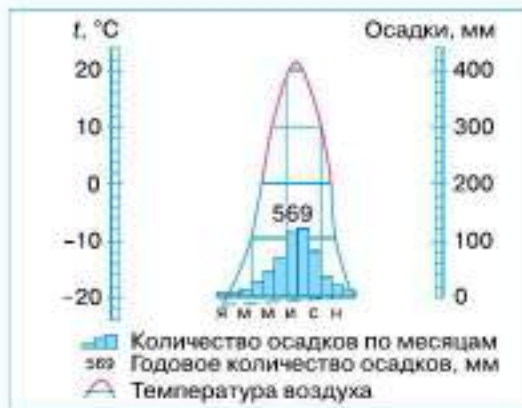 t, °C Осадки, мм
20 400
10 300
0 200
569
–10 100
–20 0
я м м и с н
Количество осадков по месяцам
569 Годовое количество осадков, мм
Температура воздуха